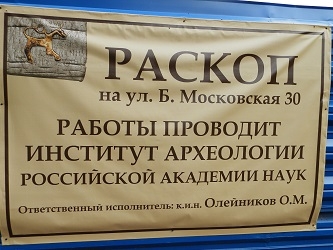 РАСКОП
на ул. Б. Московская 30
РАБОТЫ ПРОВОДИТ
ИНСТИТУТ АРХЕОЛОГИИ
РОССИЙСКОЙ АКАДЕМИИ НАУК
Ответственный исполнитель: к.и.н. Олейников О.М.